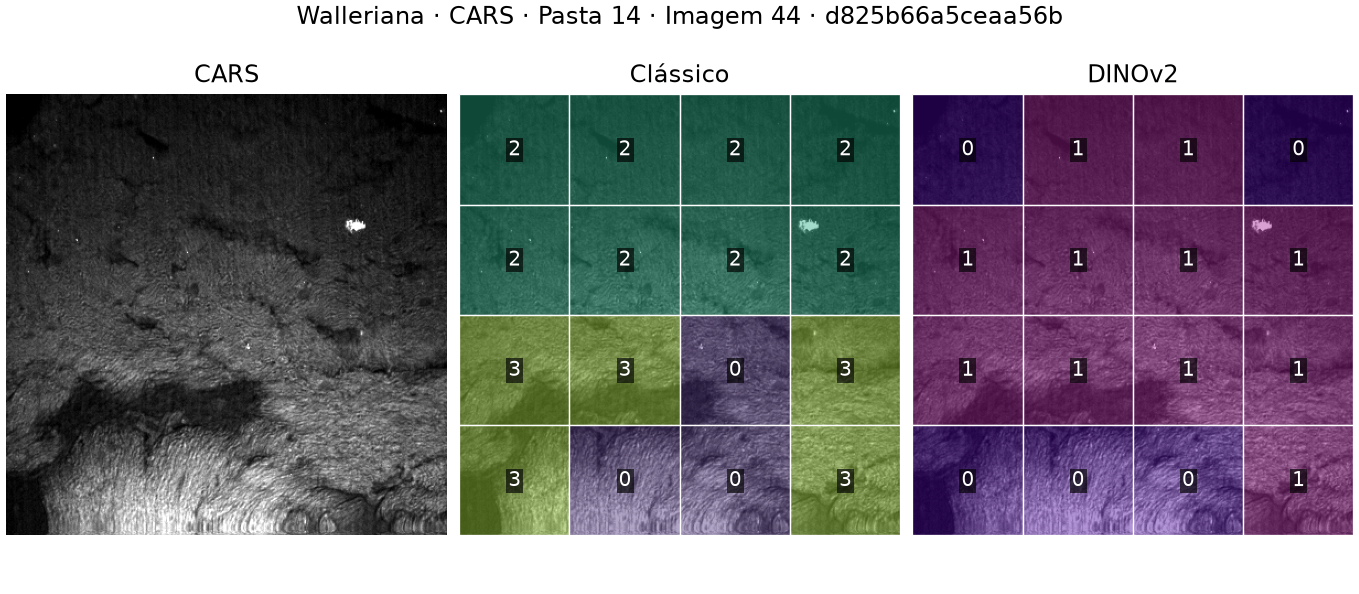 Walleriana · CARS · Pasta 14 · Imagem 44 · d825b66a5ceaa56b
CARS
Clássico
DINOv2
2 2 2 2
0 1 1 0
2 2 2 2
1 1 1 1
3 3 0 3
1 1 1 1
3 0 0 3
0 0 0 1